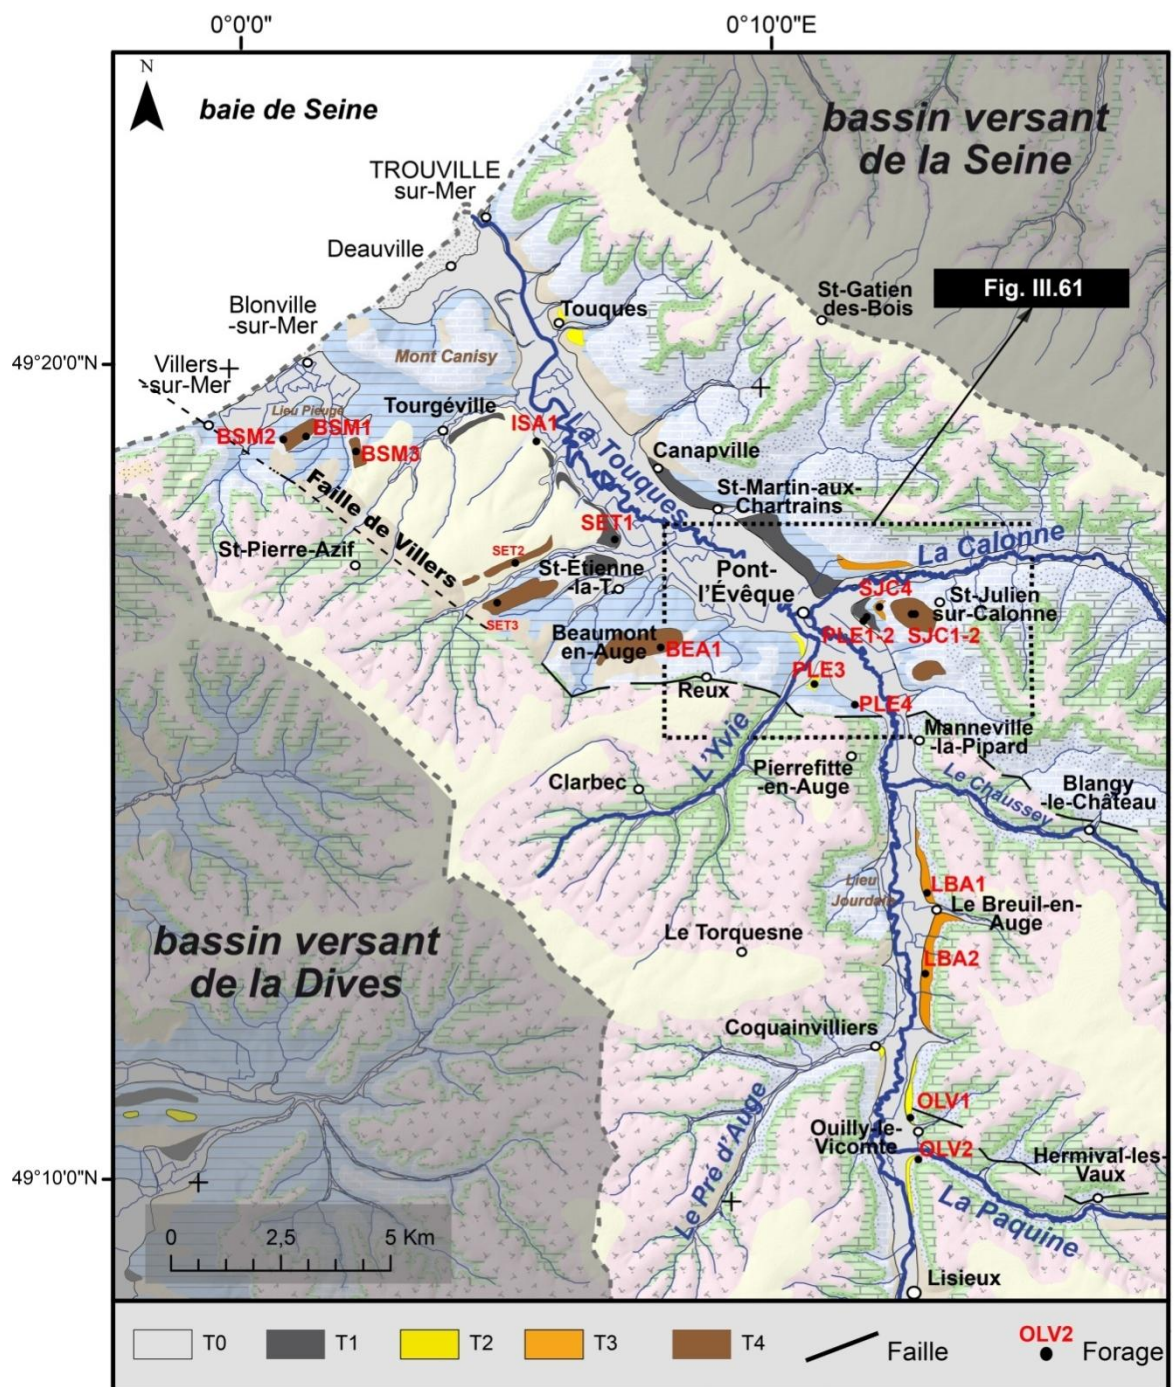 0°0'0"
0°10'0"
N
baie de Seine
bassin versant
de la Seine
TROUVILLE
sur-Mer
Deauville
St-Gatien
des-Bois
Fig. III.61
Blonville
-sur-Mer
Touques
49°20'0"N
Mont Canisy
Villers
sur-Mer
Lieu Pieugé
Tourgéville
ISA1
BSM2
BSM1
BSM3
La Touques
Canapville
St-Martin-aux-
Chartrains
Faille de Villers
SET1
St-Pierre-Azif
SET2
St-Étienne
-la-T.
SET3
La Calonne
Pont-
l'Évêque
SJC4
St-Julien
sur-Calonne
PLE1-2
SJC1-2
Beaumont
en-Auge
BEA1
PLE3
Reux
PLE4
L'Yvie
Manneville
-la-Pipard
Clarbec
Pierrefitte
-en-Auge
Le Chaussey
Blangy
-le-Château
Lieu
Jourdain
LBA1
Le Breuil-en-
Auge
bassin versant
de la Dives
Le Torquesne
LBA2
Coquainvilliers
Le Pré d'Auge
OLV1
Ouilly-le-
Vicomte
OLV2
Hermival-les-
Vaux
49°10'0"N
La Paquine
0
2,5
5 Km
Lisieux
T0
T1
T2
T3
T4
Faille
OLV2
Forage